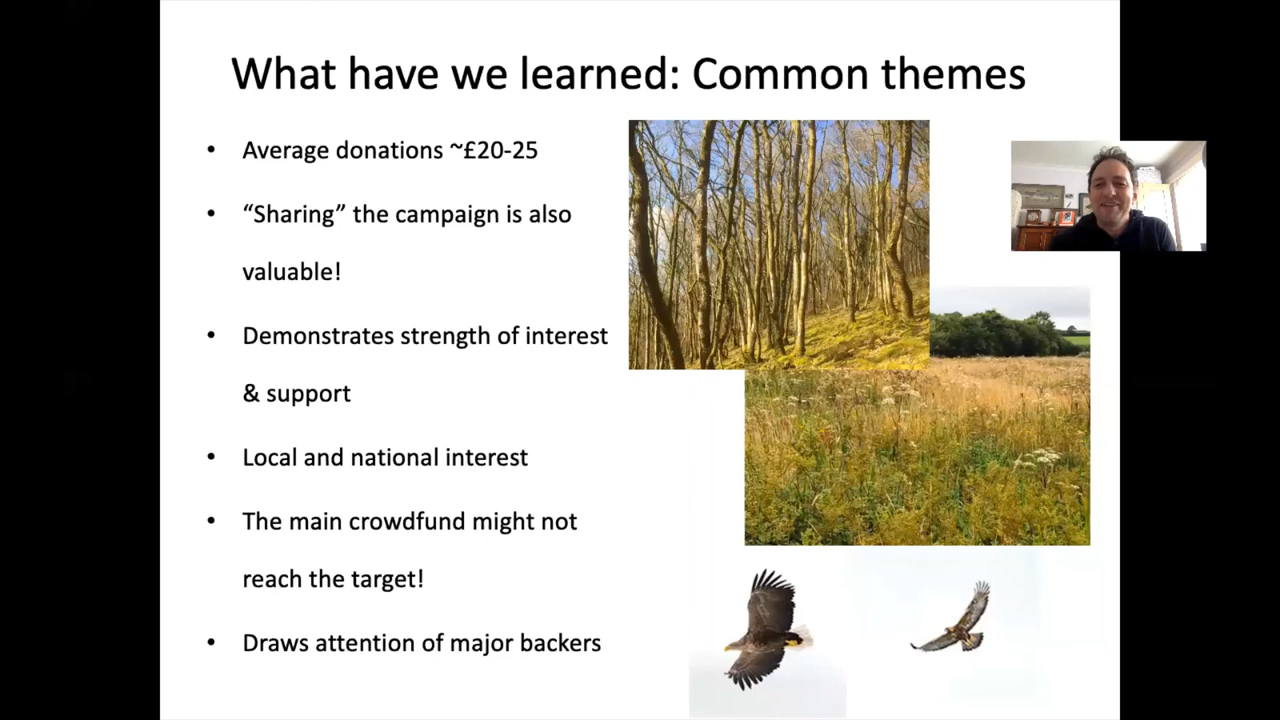 What have we learned: Common themes
• Average donations ~£20-25
• “Sharing” the campaign is also
valuable!
• Demonstrates strength of interest
& support
• Local and national interest
• The main crowdfund might not
reach the target!
• Draws attention of major backers